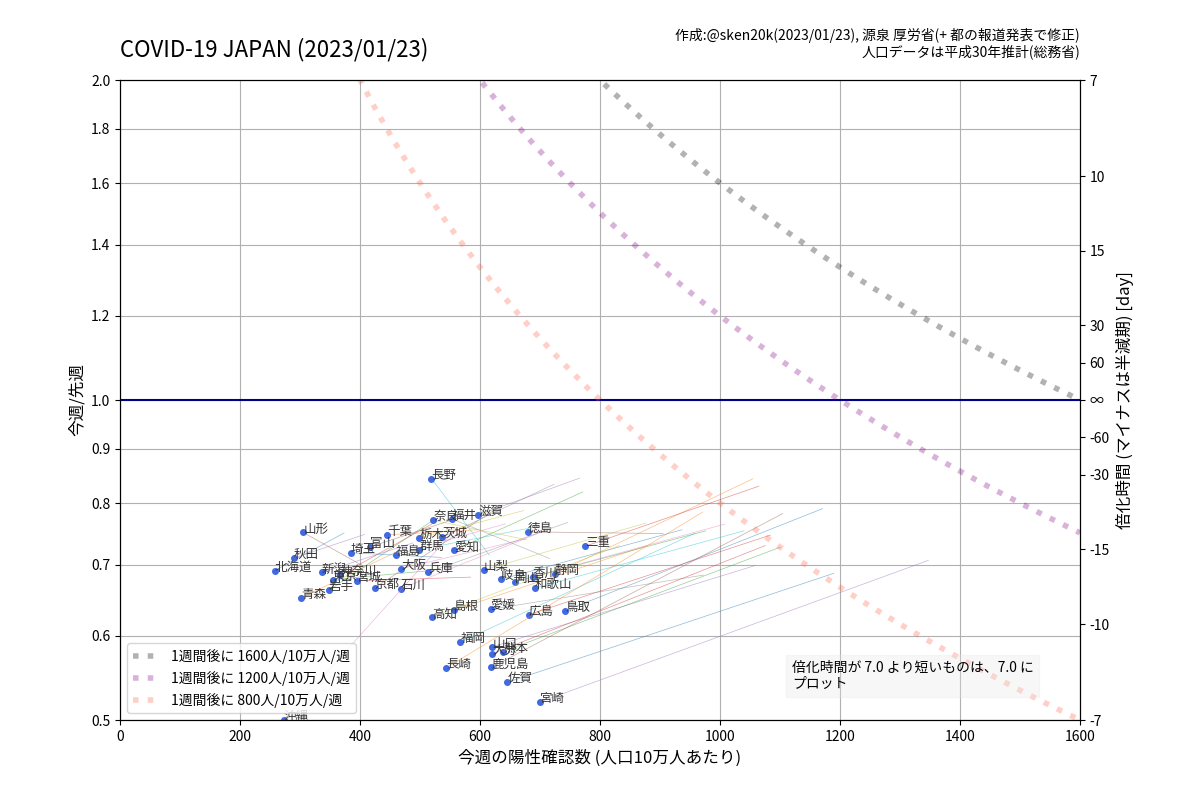 作成:@sken20k(2023/01/23), 源泉 厚労省(+ 都の報道発表で修正)
人口データは平成30年推計(総務省)
COVID-19 JAPAN (2023/01/23)
2.0
1.8
1.6
1.4
1.2
1.0
0.9
0.8
0.7
0.6
0.5
今週/先週
7
10
15
30
60
∞
-60
-30
-15
-10
-7
倍化時間 (マイナスは半減期) [day]
長野
奈良
福井
滋賀
山形
千葉
栃木
茨城
徳島
富山
埼玉
福島
群馬
愛知
三重
秋田
北海道
新潟
大阪
兵庫
山梨
岐阜
岡山
香川
静岡
和歌山
宮城
岩手
京都
石川
青森
島根
高知
愛媛
広島
鳥取
福岡
山口
大分
熊本
長崎
鹿児島
佐賀
宮崎
沖縄
1週間後に 1600人/10万人/週
1週間後に 1200人/10万人/週
1週間後に 800人/10万人/週
倍化時間が 7.0 より短いものは、7.0 に
プロット
0
200
400
600
800
1000
1200
1400
1600
今週の陽性確認数 (人口10万人あたり)